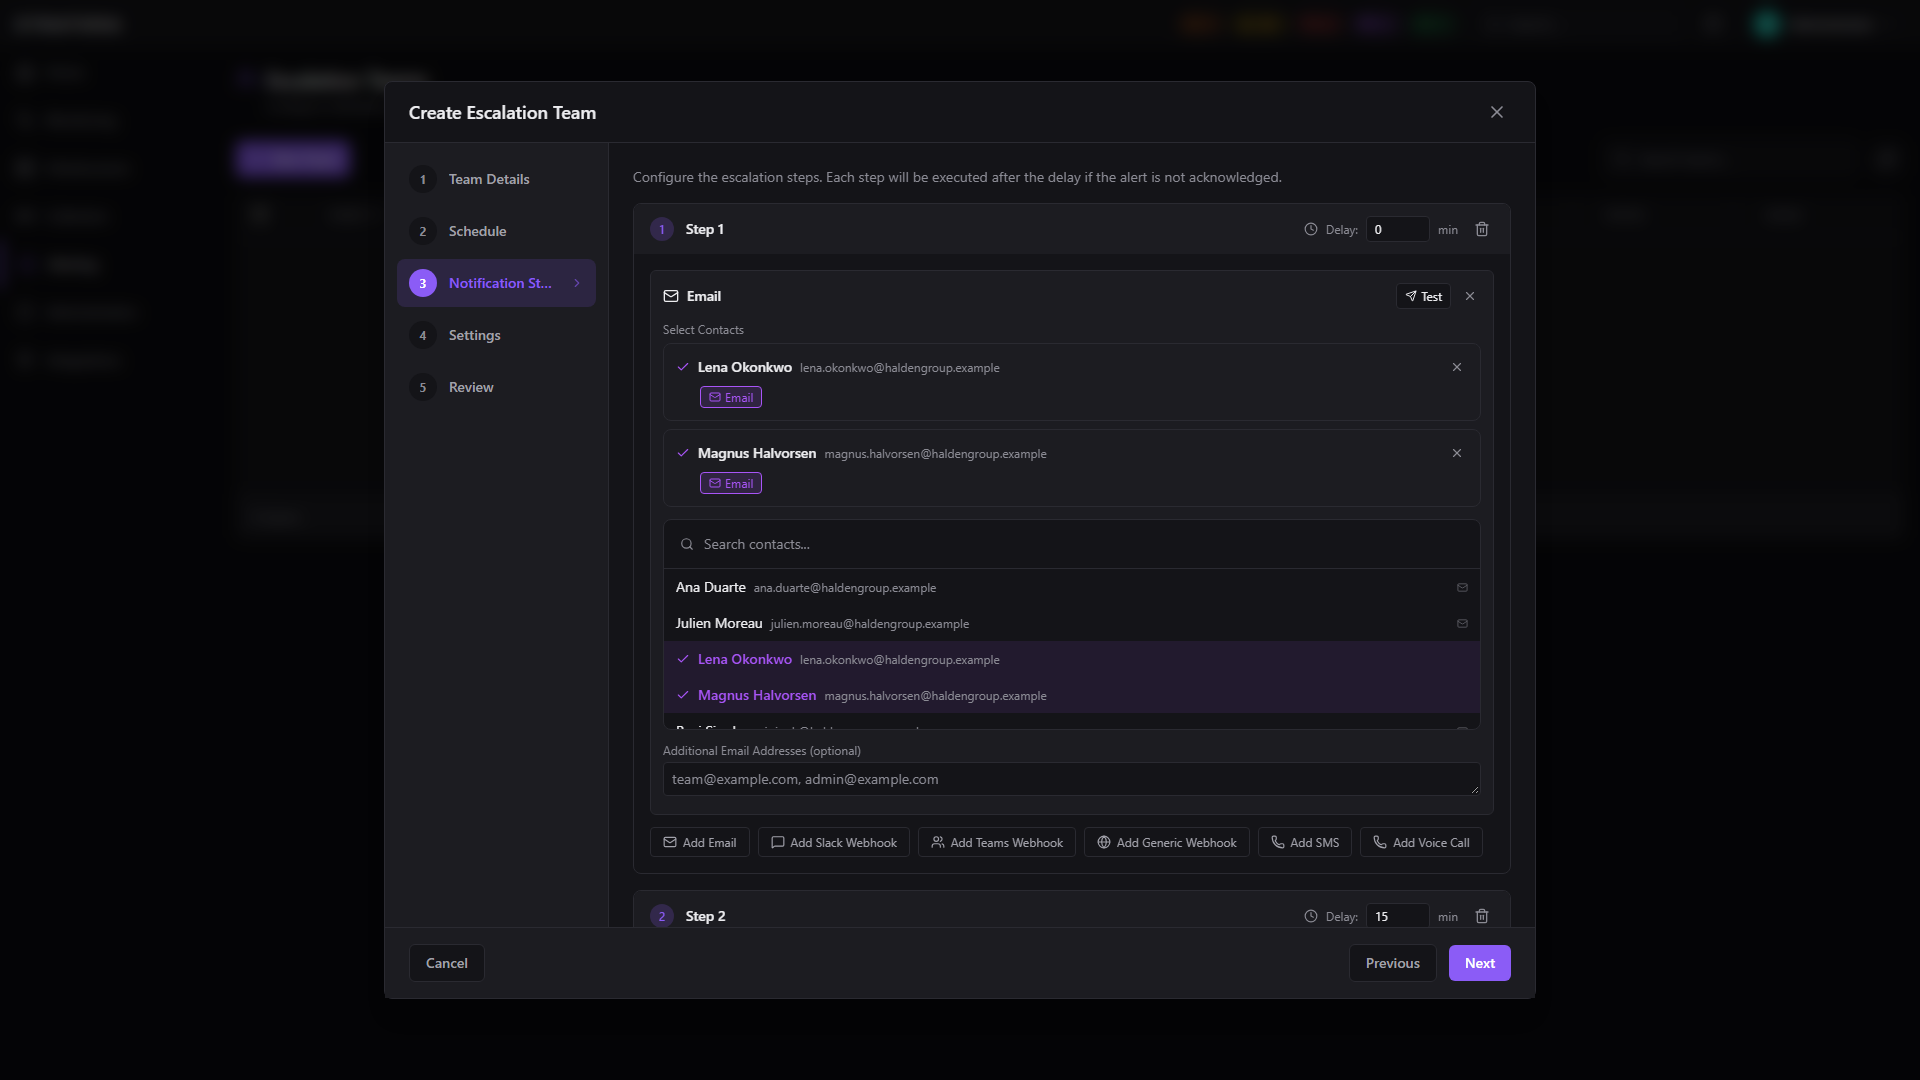 Create Escalation Team
1 Team Details
2 Schedule
3 Notification St...
4 Settings
5 Review
Configure the escalation steps. Each step will be executed after the delay if the alert is not acknowledged.
1 Step 1 Delay: 0 min
Email Test
Select Contacts
Lena Okonkwo lena.okonkwo@haldengroup.example
Email
Magnus Halvorsen magnus.halvorsen@haldengroup.example
Email
Search contacts...
Ana Duarte ana.duarte@haldengroup.example
Julien Moreau julien.moreau@haldengroup.example
Lena Okonkwo lena.okonkwo@haldengroup.example
Magnus Halvorsen magnus.halvorsen@haldengroup.example
Additional Email Addresses (optional)
team@example.com, admin@example.com
Add Email Add Slack Webhook Add Teams Webhook Add Generic Webhook Add SMS Add Voice Call
2 Step 2 Delay: 15 min
Cancel Previous Next